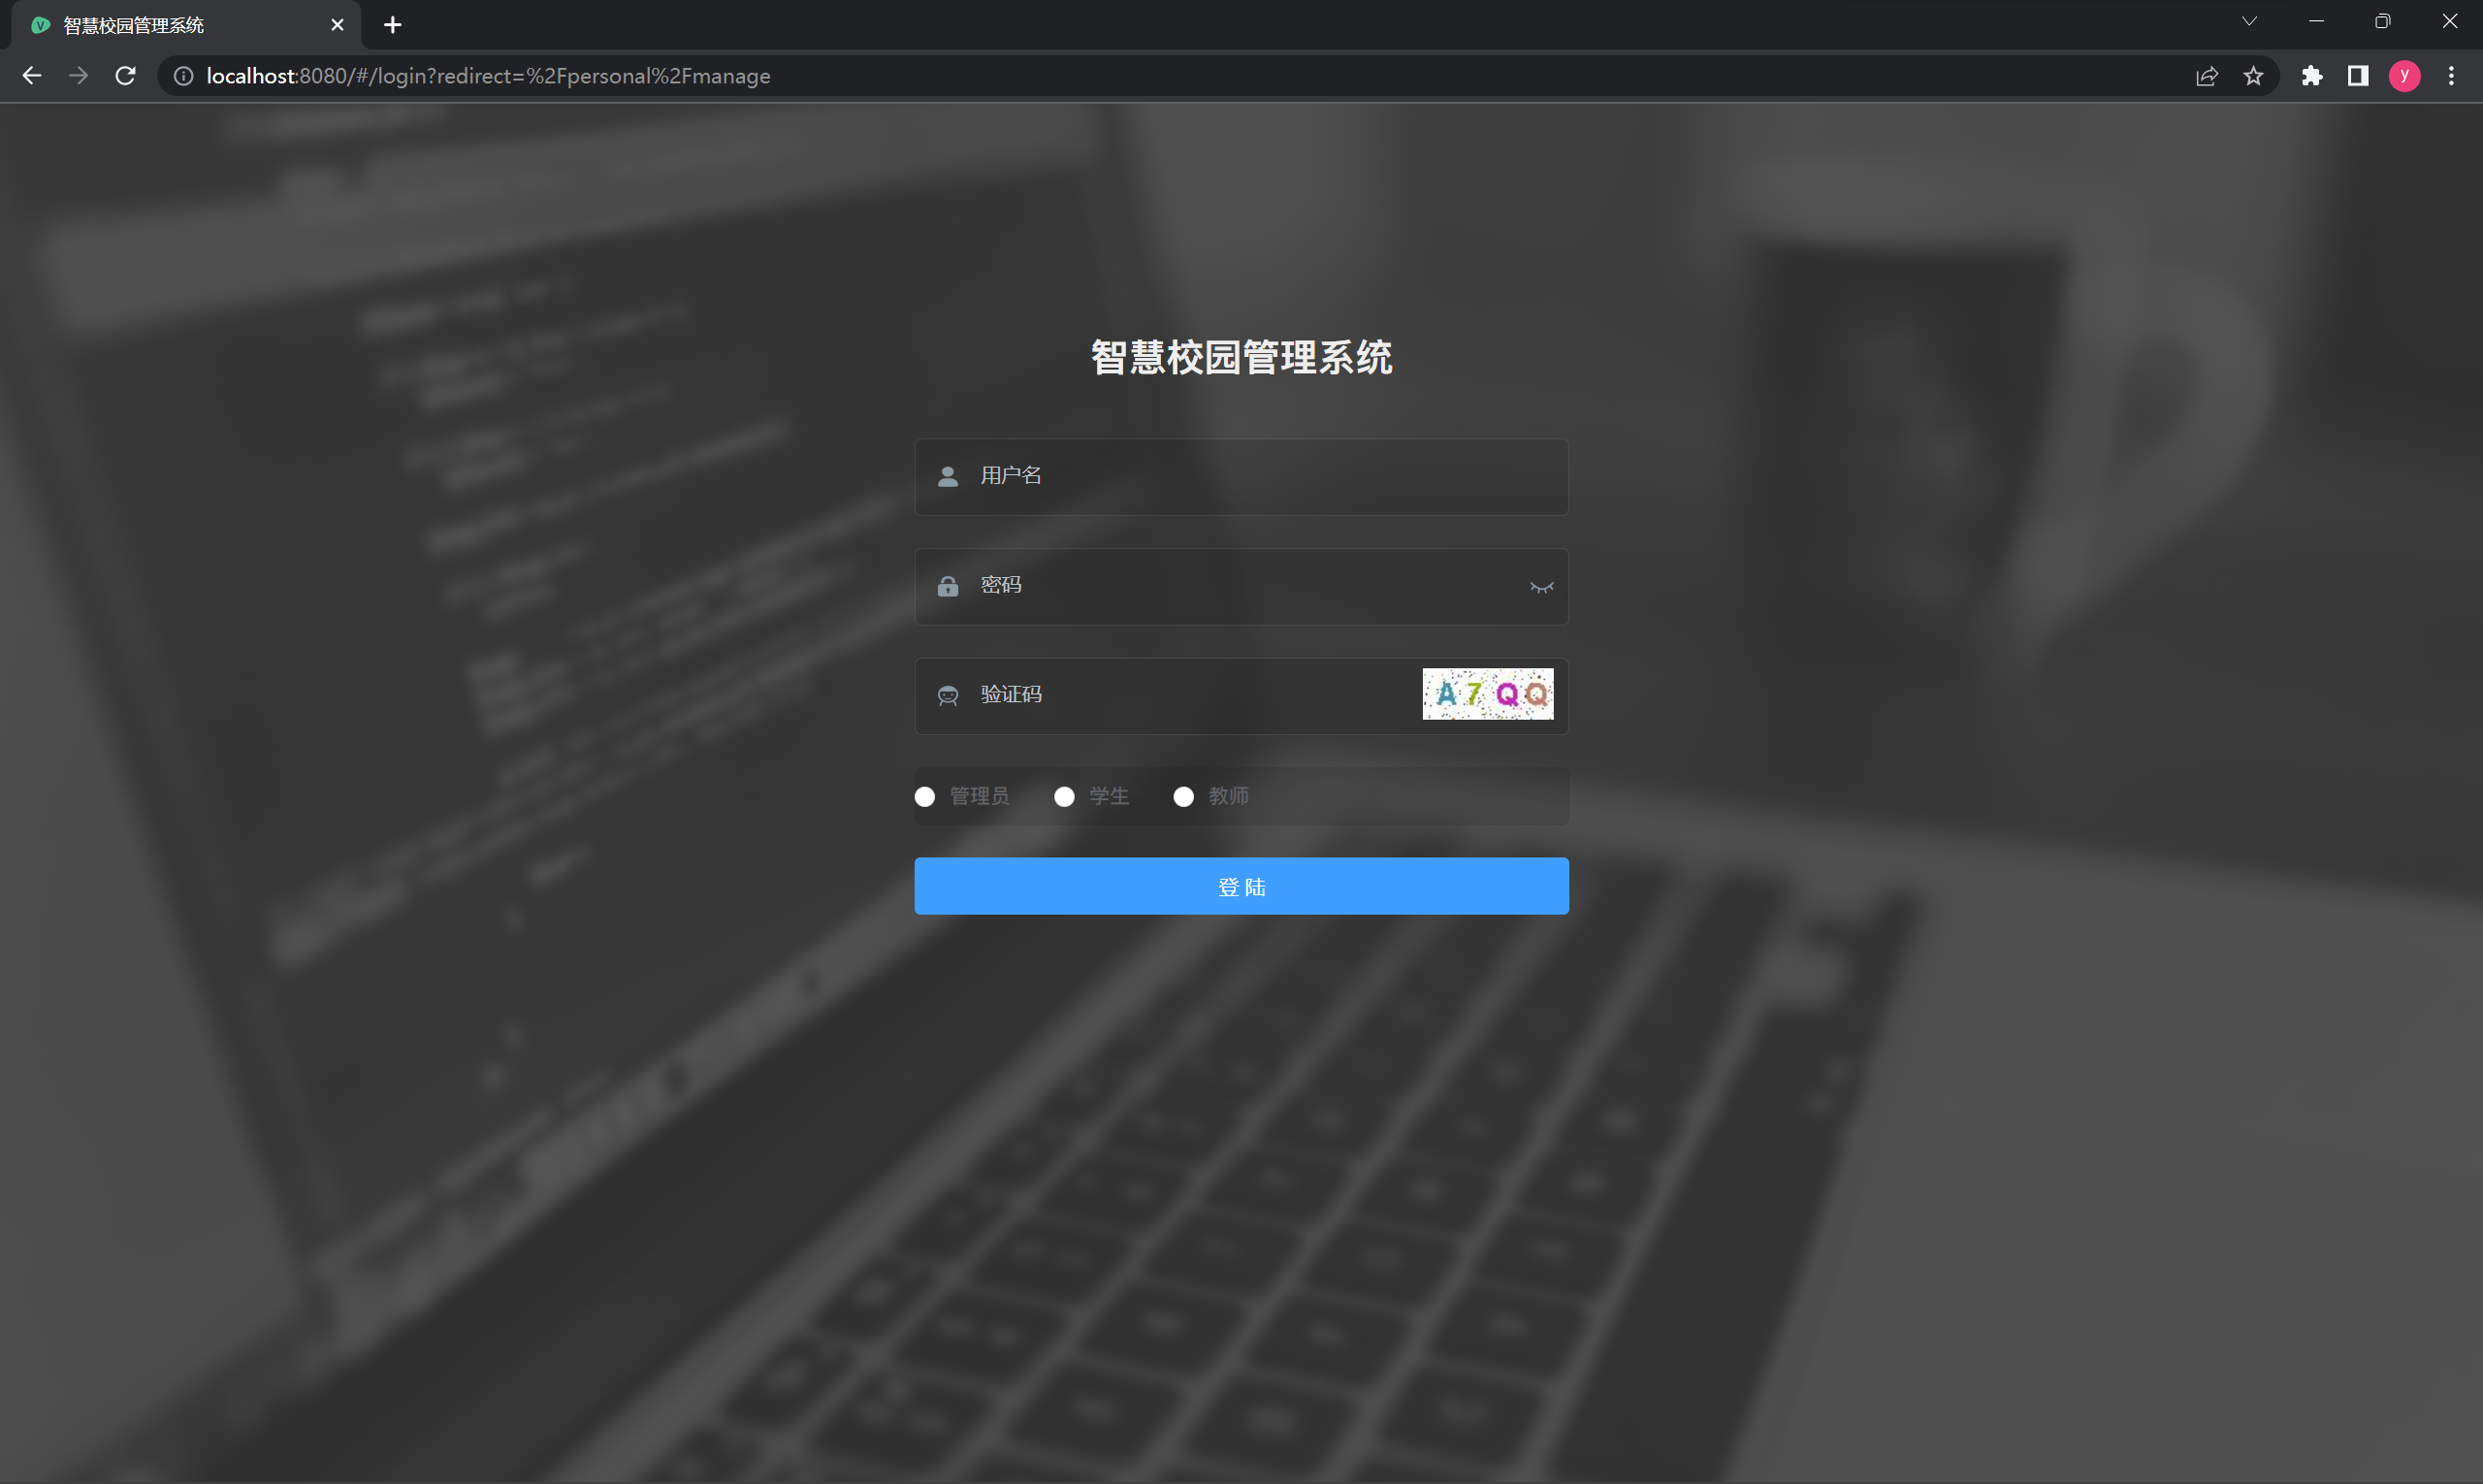 智慧校园管理系统
localhost:8080/#/login?redirect=%2Fpersonal%2Fmanage
y
智慧校园管理系统
用户名
密码
验证码
A7QQ
管理员 学生 教师
登 陆